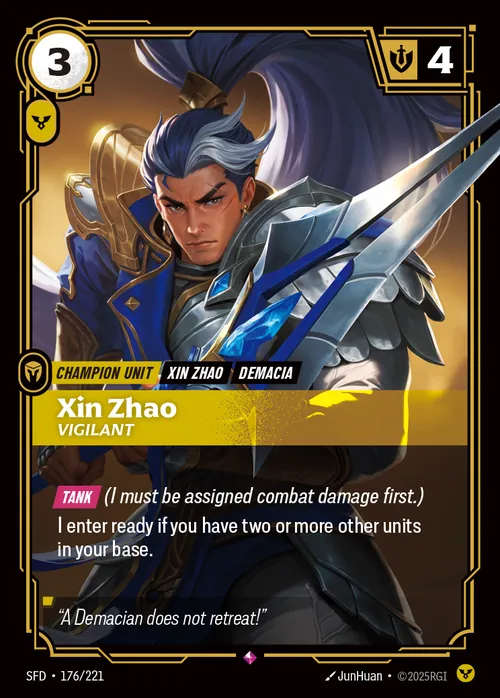 3
4
CHAMPION UNIT
XIN ZHAO
DEMACIA
Xin Zhao
VIGILANT
TANK (I must be assigned combat damage first.)
I enter ready if you have two or more other units
in your base.
“A Demacian does not retreat!”
SFD • 176/221
JunHuan • ©2025RGI